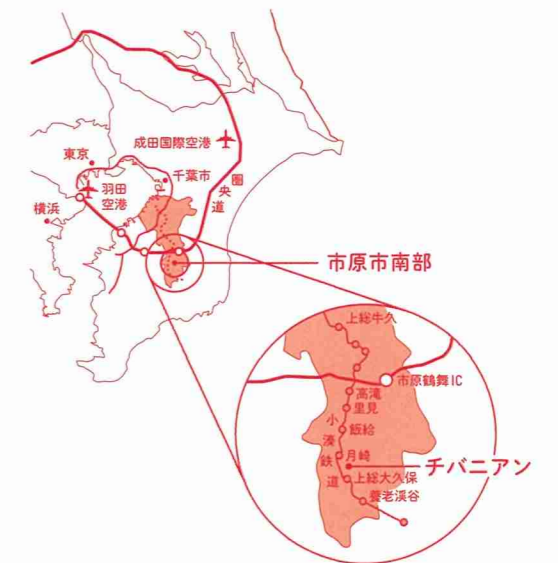 成田国際空港
東京
千葉市
圏央道
羽田
空港
横浜
市原市南部
上総牛久
市原鶴舞IC
高滝
里見
飯給
小湊鉄道
月崎
チバニアン
上総大久保
養老渓谷